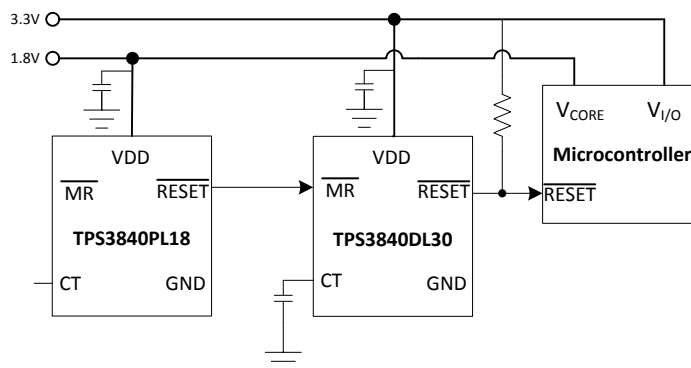 3.3V
1.8V
VDD
MR
RESET
TPS3840PL18
CT
GND
VDD
MR
RESET
TPS3840DL30
CT
GND
VCORE
VI/O
Microcontroller
RESET